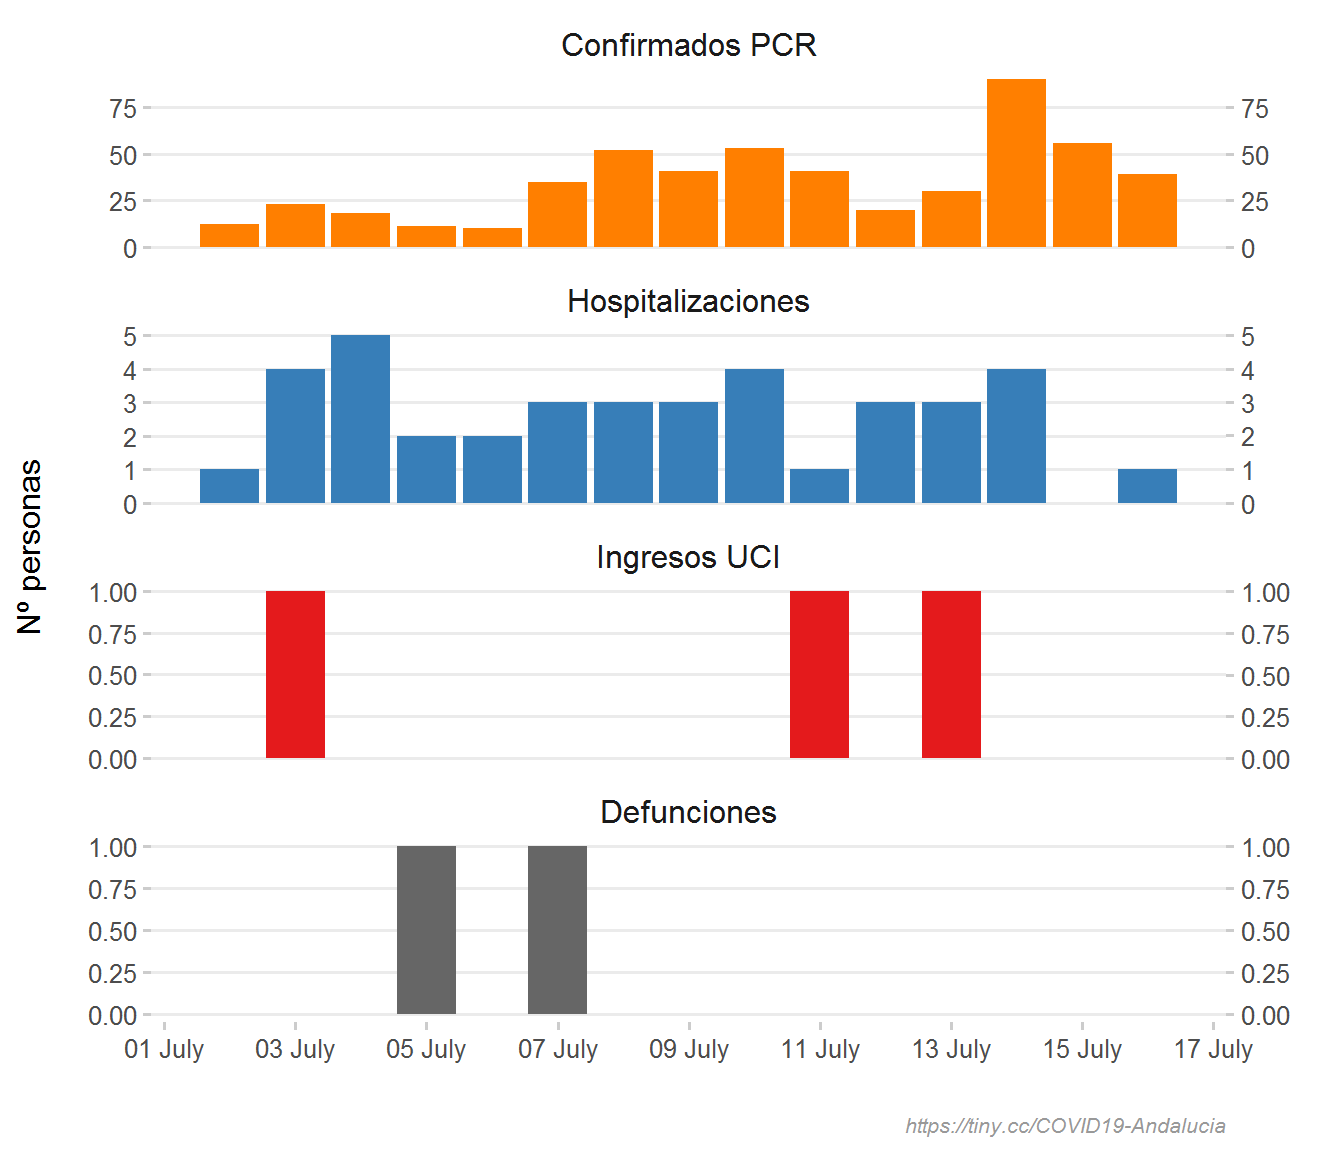 Confirmados PCR
75 75
50 50
25 25
0 0
Hospitalizaciones
5 5
4 4
3 3
2 2
1 1
0 0
Nº personas
Ingresos UCI
1.00 1.00
0.75 0.75
0.50 0.50
0.25 0.25
0.00 0.00
Defunciones
1.00 1.00
0.75 0.75
0.50 0.50
0.25 0.25
0.00 0.00
01 July 03 July 05 July 07 July 09 July 11 July 13 July 15 July 17 July
https://tiny.cc/COVID19-Andalucia